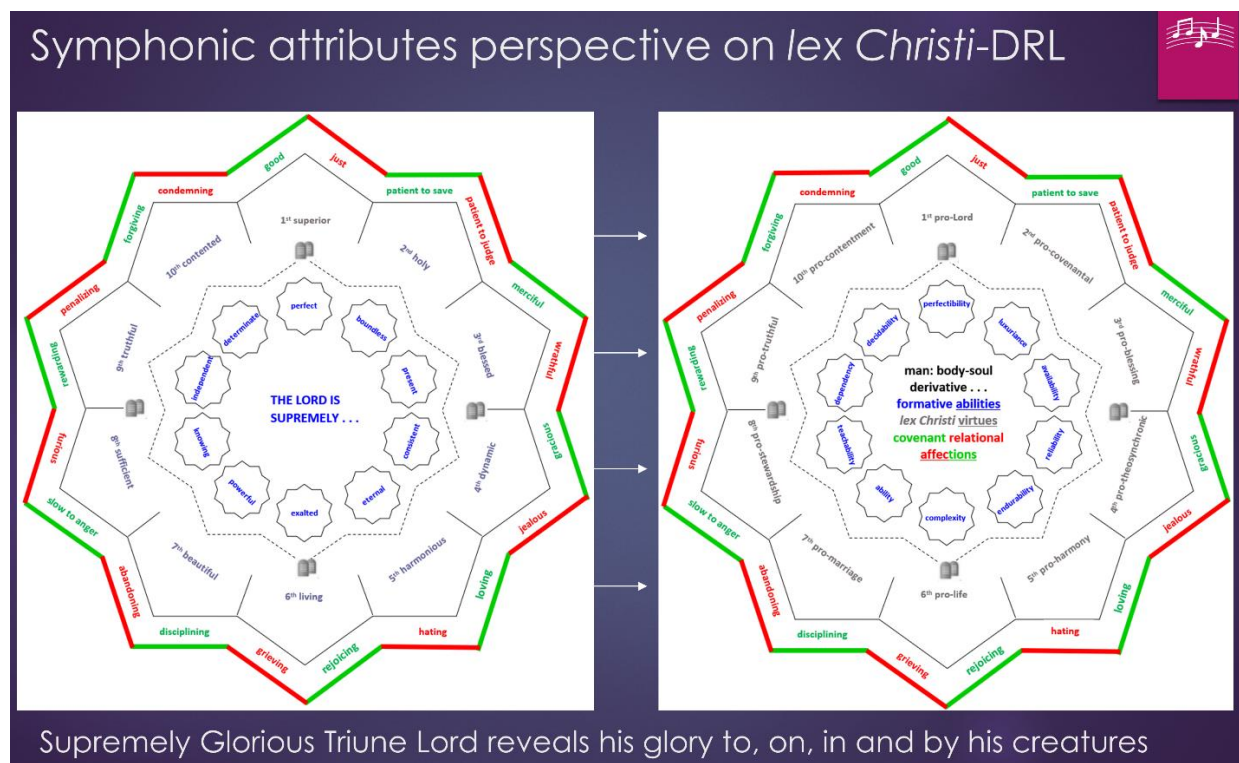 Symphonic attributes perspective on lex Christi-DRL
good
just
patient to save
patient to judge
merciful
wrathful
gracious
jealous
loving
hating
rejoicing
grieving
disciplining
abandoning
slow to anger
furious
rewarding
penalizing
forgiving
condemning
1st superior
2nd holy
3rd blessed
4th dynamic
5th harmonious
6th living
7th beautiful
8th sufficient
9th truthful
10th contented
perfect
boundless
present
consistent
eternal
exalted
powerful
knowing
independent
determinate
THE LORD IS
SUPREMELY . . .
good
just
patient to save
patient to judge
merciful
wrathful
gracious
jealous
loving
hating
rejoicing
grieving
disciplining
abandoning
slow to anger
furious
rewarding
penalizing
forgiving
condemning
1st pro-Lord
2nd pro-covenantal
3rd pro-blessing
4th pro-theosynchronic
5th pro-harmony
6th pro-life
7th pro-marriage
8th pro-stewardship
9th pro-truthful
10th pro-contentment
perfectibility
luxuriance
availability
reliability
endurability
complexity
ability
teachability
dependency
decidability
man: body-soul
derivative . . .
formative abilities
lex Christi virtues
covenant relational
affections
Supremely Glorious Triune Lord reveals his glory to, on, in and by his creatures